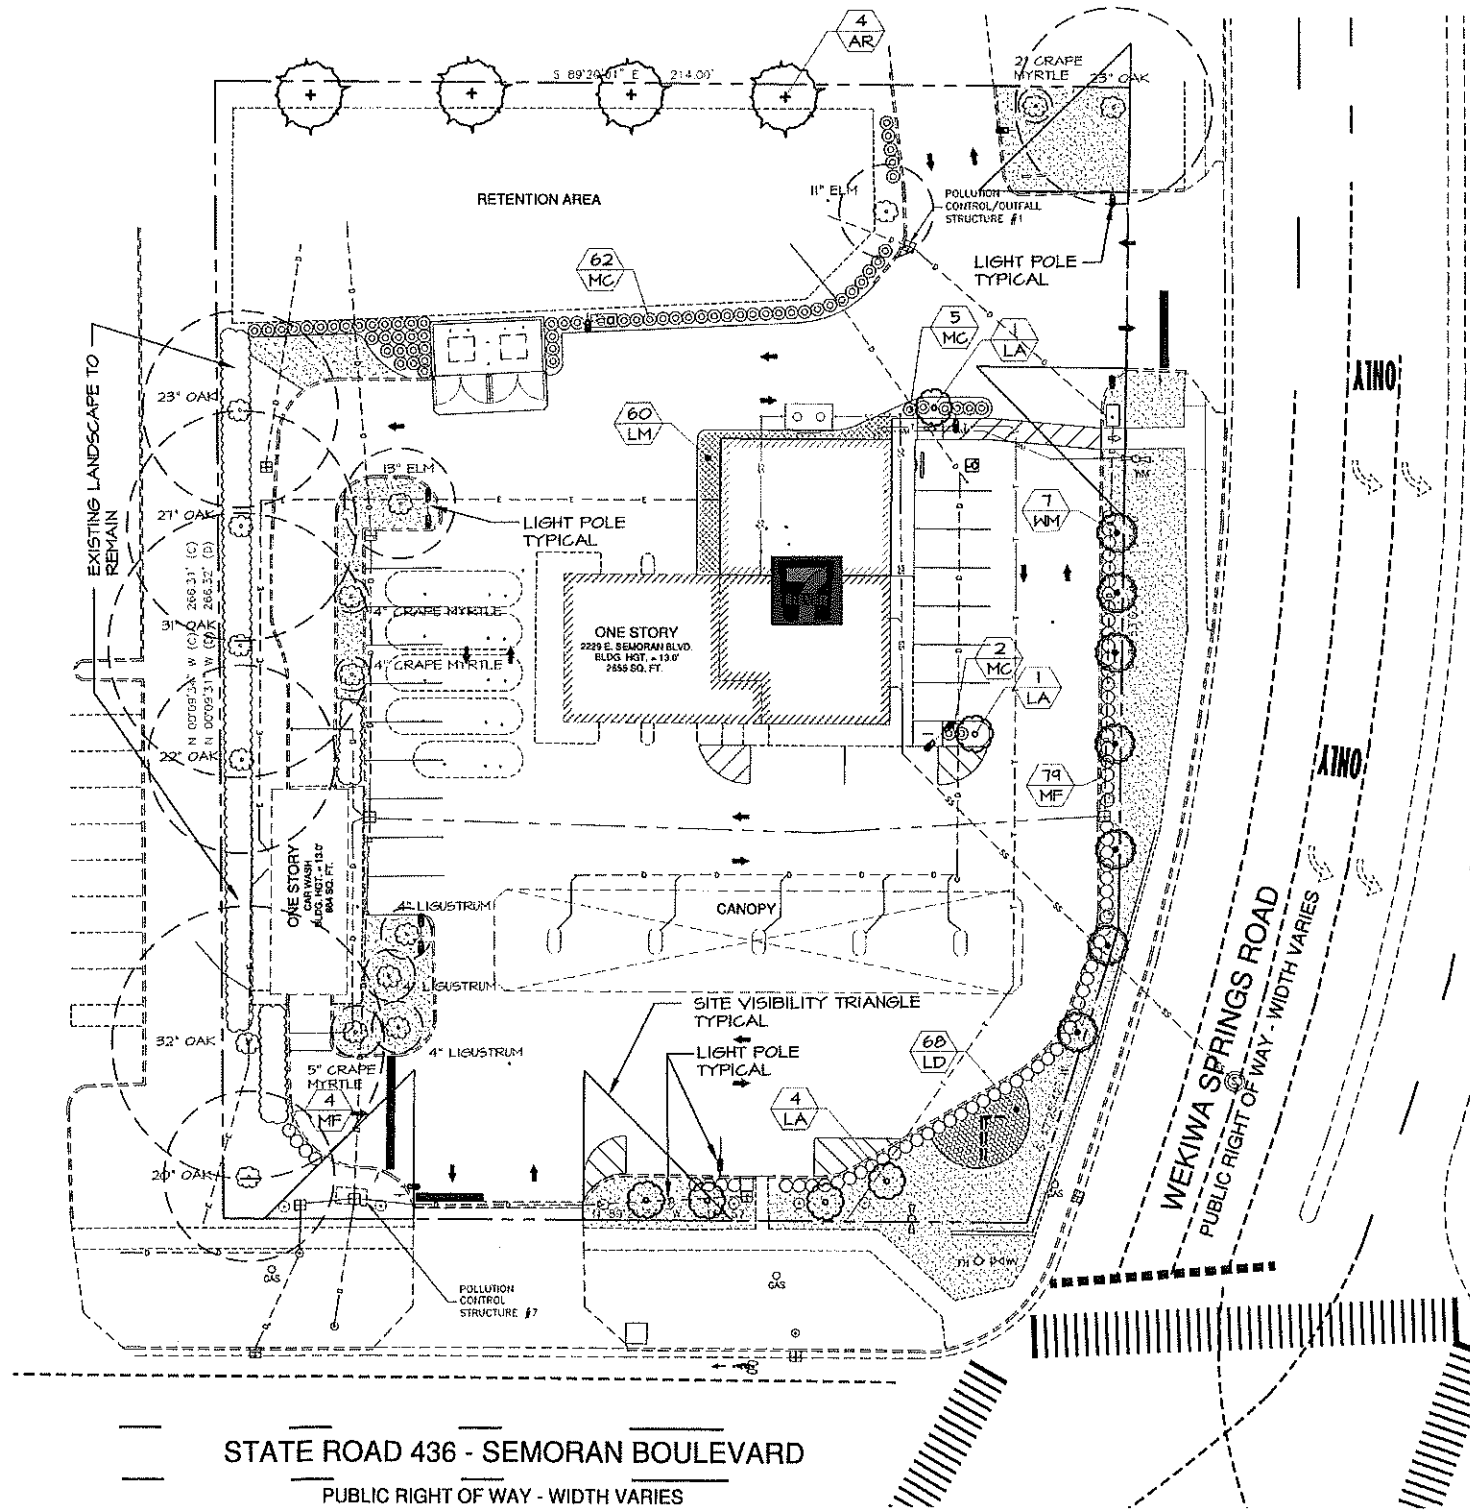 4
AR
S 89°20'01" E 214.00'
2" CRAPE
MYRTLE
23" OAK
RETENTION AREA
11" ELM
POLLUTION
CONTROL/OUTFALL
STRUCTURE #1
62
MC
LIGHT POLE
TYPICAL
5
MC
1
LA
EXISTING LANDSCAPE TO
REMAIN
23" OAK
60
LM
ONLY
13" ELM
27" OAK
LIGHT POLE
TYPICAL
7
WM
N 00°09'34" W (C) 266.31' (C)
N 00°09'31" W (D) 266.32' (D)
4" CRAPE MYRTLE
31" OAK
ONE STORY
2229 E. SEMORAN BLVD.
BLDG. HGT. = 13.0'
2655 SQ. FT.
7
4" CRAPE MYRTLE
2
MC
1
LA
22" OAK
ONLY
79
MF
ONE STORY
CAR WASH
BLDG. HGT. = 13.0'
804 SQ. FT.
4" LIGUSTRUM
CANOPY
4" LIGUSTRUM
SITE VISIBILITY TRIANGLE
TYPICAL
WEKIWA SPRINGS ROAD
PUBLIC RIGHT OF WAY - WIDTH VARIES
32" OAK
4" LIGUSTRUM
LIGHT POLE
TYPICAL
68
LD
5" CRAPE
MYRTLE
4
MF
4
LA
20" OAK
GAS
GAS
GAS
POLLUTION
CONTROL
STRUCTURE #7
STATE ROAD 436 - SEMORAN BOULEVARD
PUBLIC RIGHT OF WAY - WIDTH VARIES